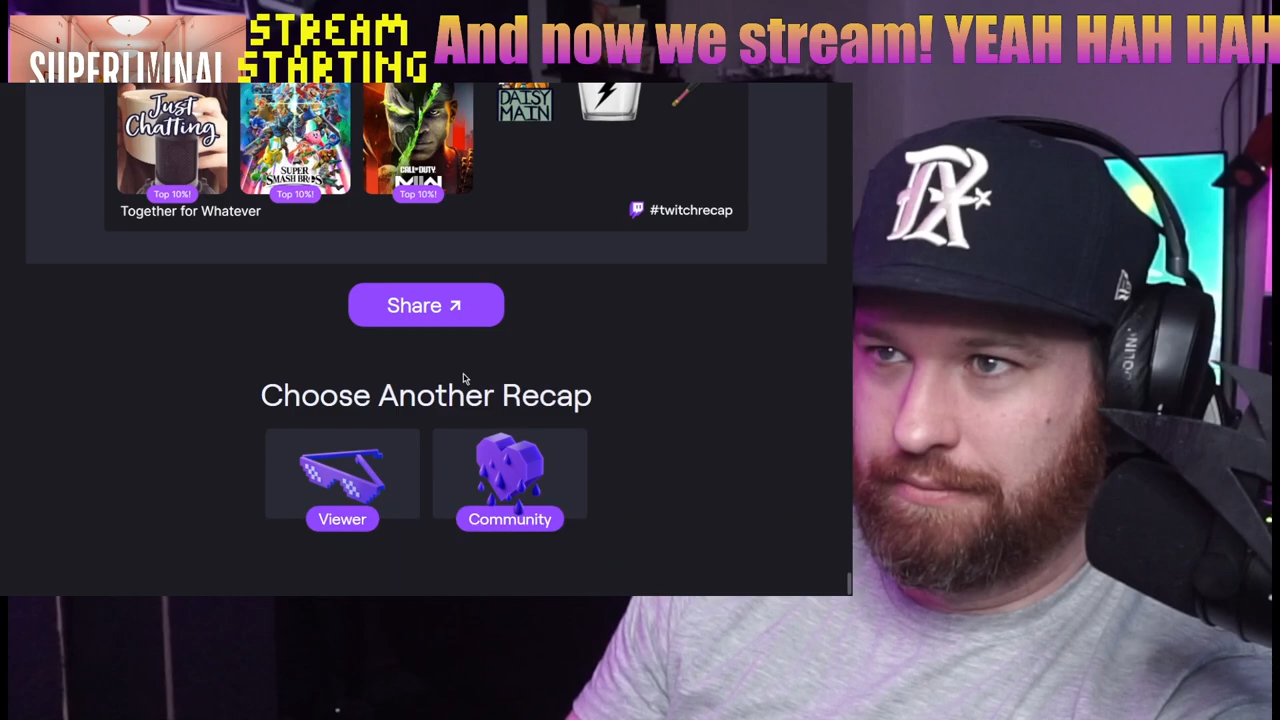 SUPERLIMINAL
STREAM
STARTING
And now we stream! YEAH HAH HAH
Just
Chatting
SUPER
SMASH BROS
CALL OF DUTY
MW
DAISY
MAIN
Top 10%!
Top 10%!
Top 10%!
Together for Whatever
#twitchrecap
Share
Choose Another Recap
Viewer
Community
TX